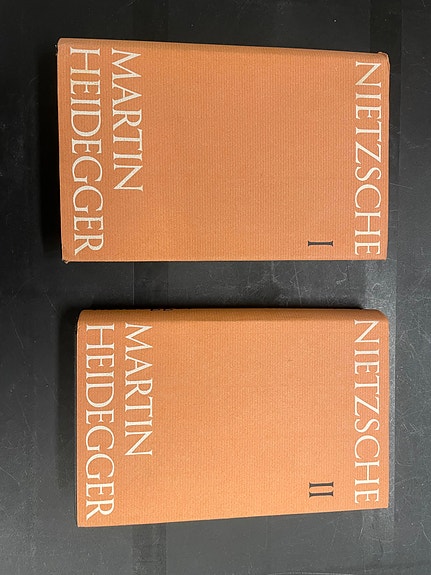 NIETZSCHE
I
MARTIN
HEIDEGGER
NIETZSCHE
II
MARTIN
HEIDEGGER